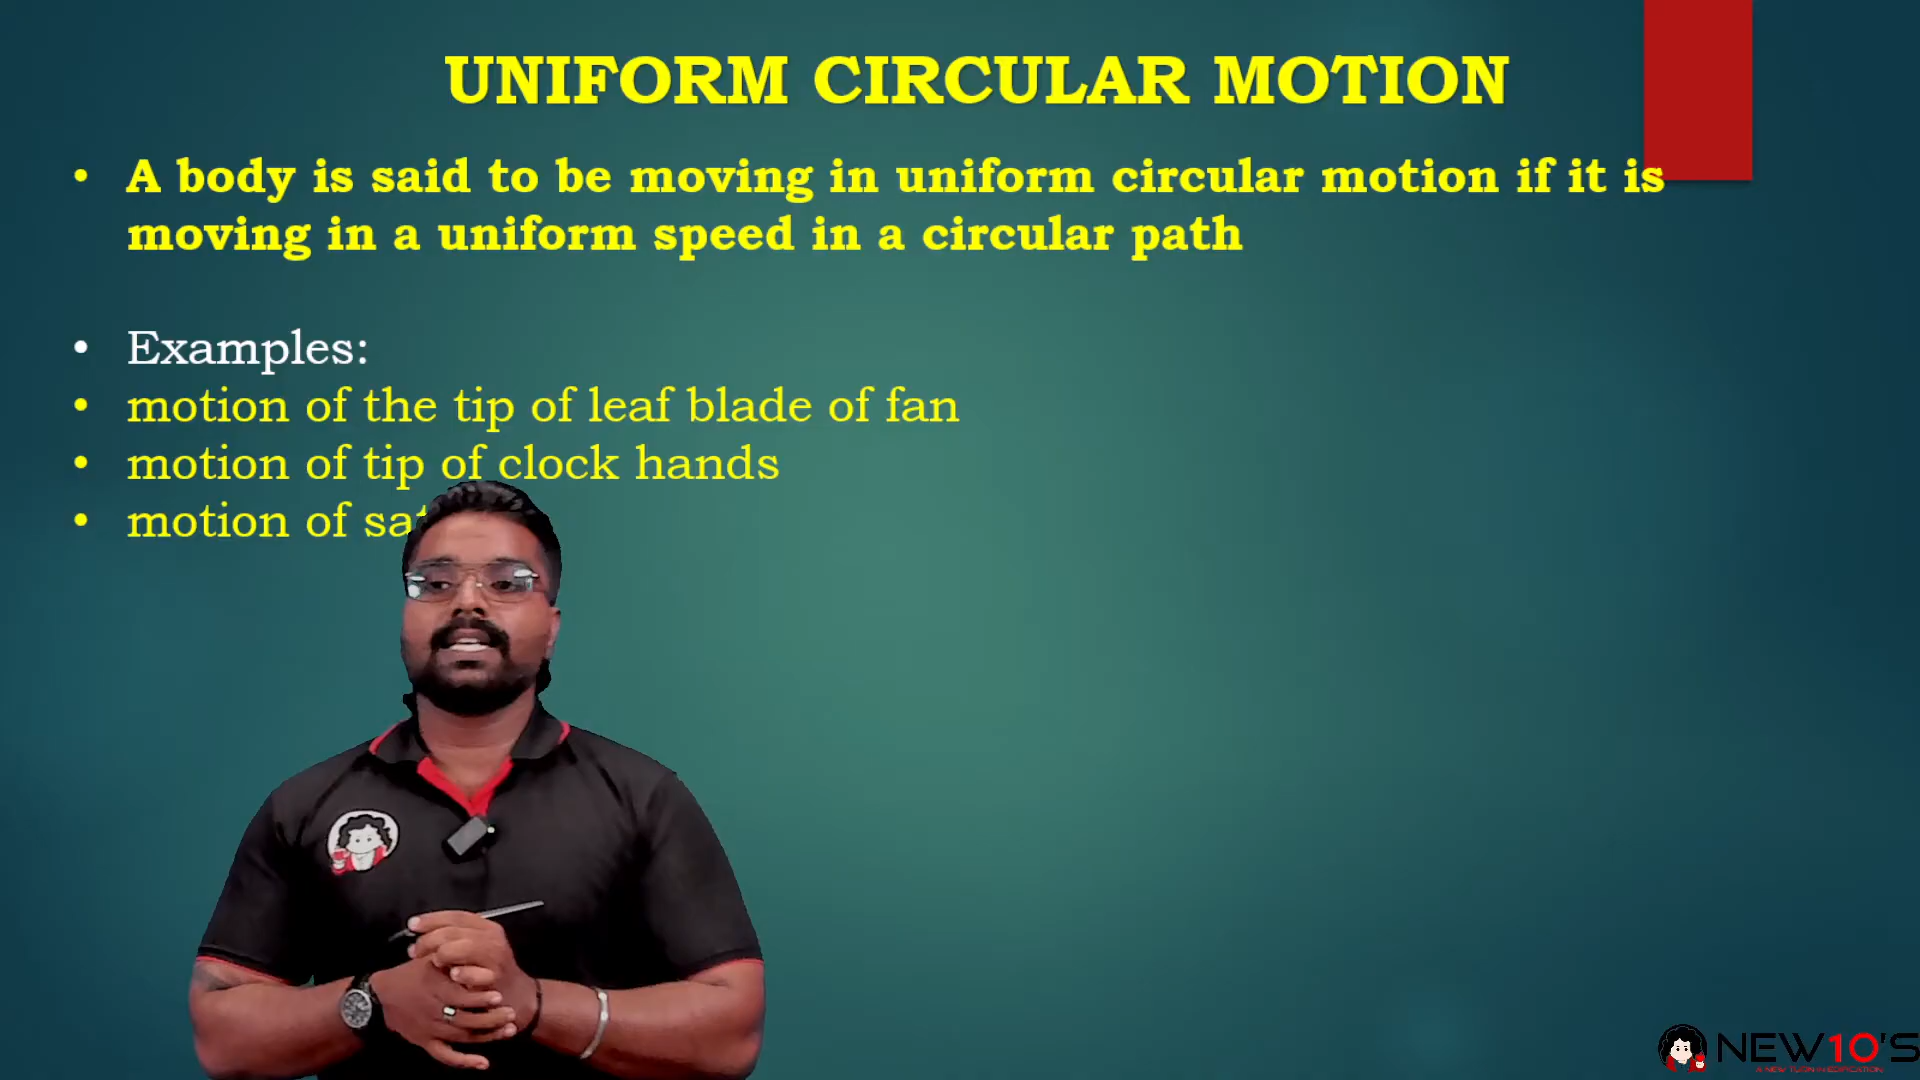 UNIFORM CIRCULAR MOTION
• A body is said to be moving in uniform circular motion if it is
moving in a uniform speed in a circular path
• Examples:
• motion of the tip of leaf blade of fan
• motion of tip of clock hands
• motion of
NEW10'S